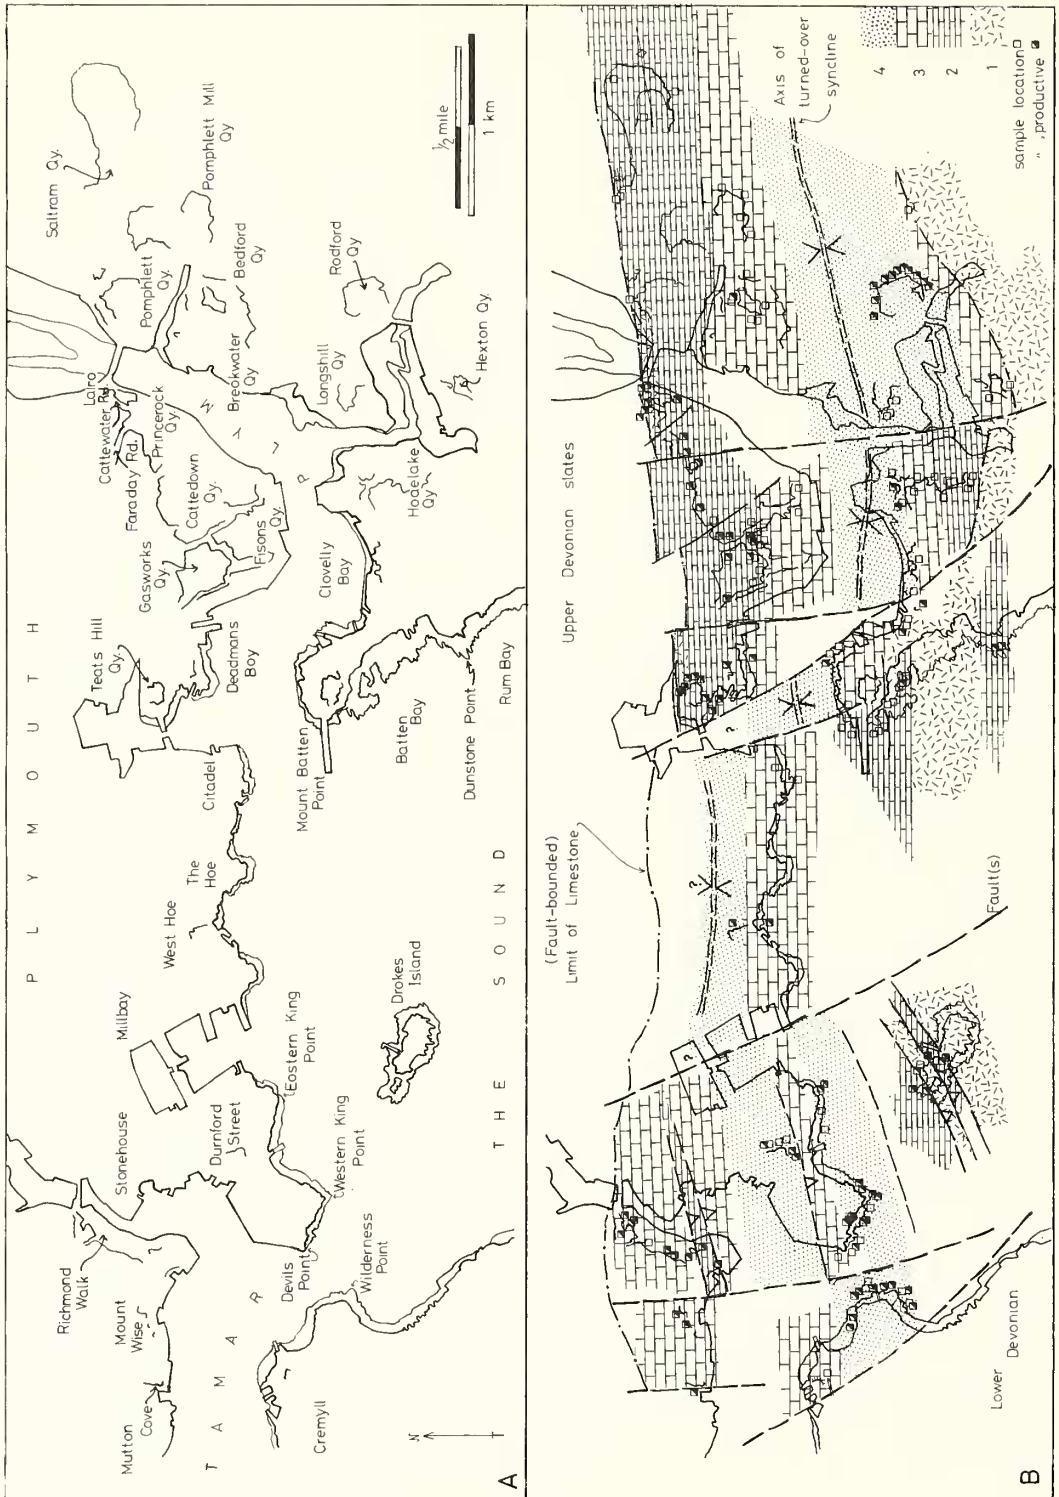 A
P L Y M O U T H
T A M A R
P L Y M
T H E S O U N D
N
Mutton
Cove
Mount
Wise
Richmond
Walk
Stonehouse
Cremyll
Devils
Point
Wilderness
Point
Durnford
Street
Western King
Point
Eastern King
Point
Millbay
Drakes
Island
West Hoe
The
Hoe
Citadel
Teats Hill
Qy.
Deadmans
Bay
Mount Batten
Point
Batten
Bay
Dunstone Point
Rum Bay
Clovelly
Bay
Gasworks
Qy.
Fisons
Qy.
Cattedown
Qy.
Faraday Rd.
Princerock
Qy
Cattewater Rd
Laira
Hooelake
Qy
Hexton Qy.
Longshill
Qy
Radford
Qy
Breakwater
Qy
Bedford
Qy
Pomphlett
Qy.
Pomphlett Mill
Qy
Saltram Qy.
½ mile
1 km
B
Lower Devonian
(Fault-bounded)
Limit of Limestone
Fault(s)
Upper Devonian slates
?
?
?
Axis of
turned-over
syncline
4
3
2
1
sample location
" , productive